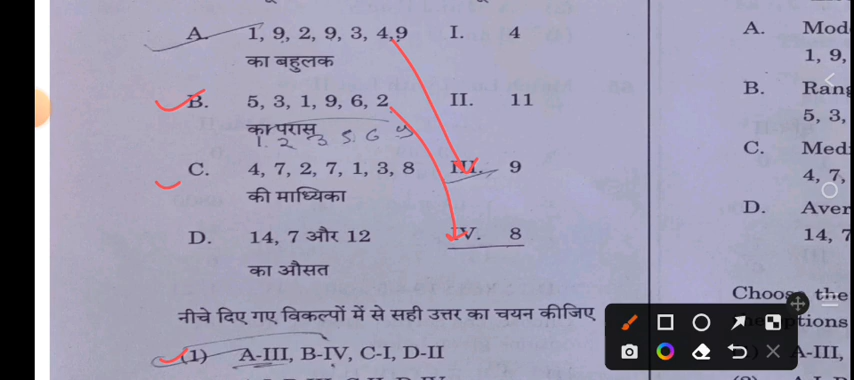 A. 1, 9, 2, 9, 3, 4,9 I. 4
का बहुलक
B. 5, 3, 1, 9, 6, 2 II. 11
का परास
1. 2 3 5. 6 9
C. 4, 7, 2, 7, 1, 3, 8 III. 9
की माध्यिका
D. 14, 7 और 12 IV. 8
का औसत
नीचे दिए गए विकल्पों में से सही उत्तर का चयन कीजिए
(1) A-III, B-IV, C-I, D-II
A. Mod
1, 9,
B. Rang
5, 3,
C. Med
4, 7,
D. Aver
14, 7
Choose the
ptions
A-III,